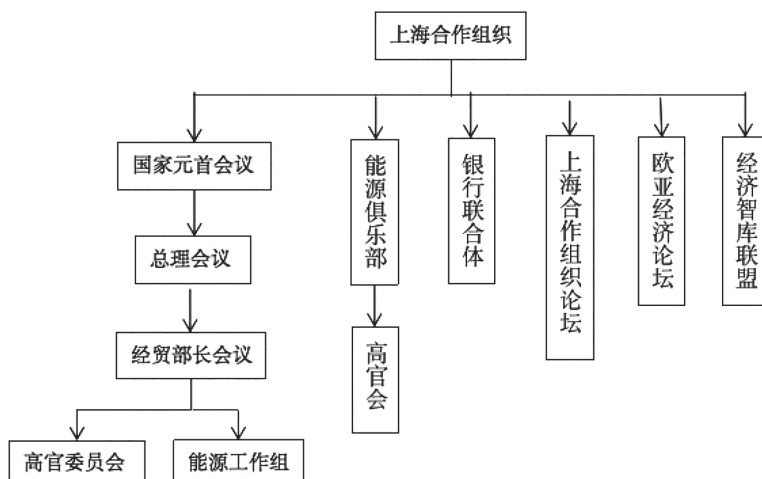 上海合作组织
国家元首会议
总理会议
经贸部长会议
高官委员会
能源工作组
能源俱乐部
高官会
银行联合体
上海合作组织论坛
欧亚经济论坛
经济智库联盟